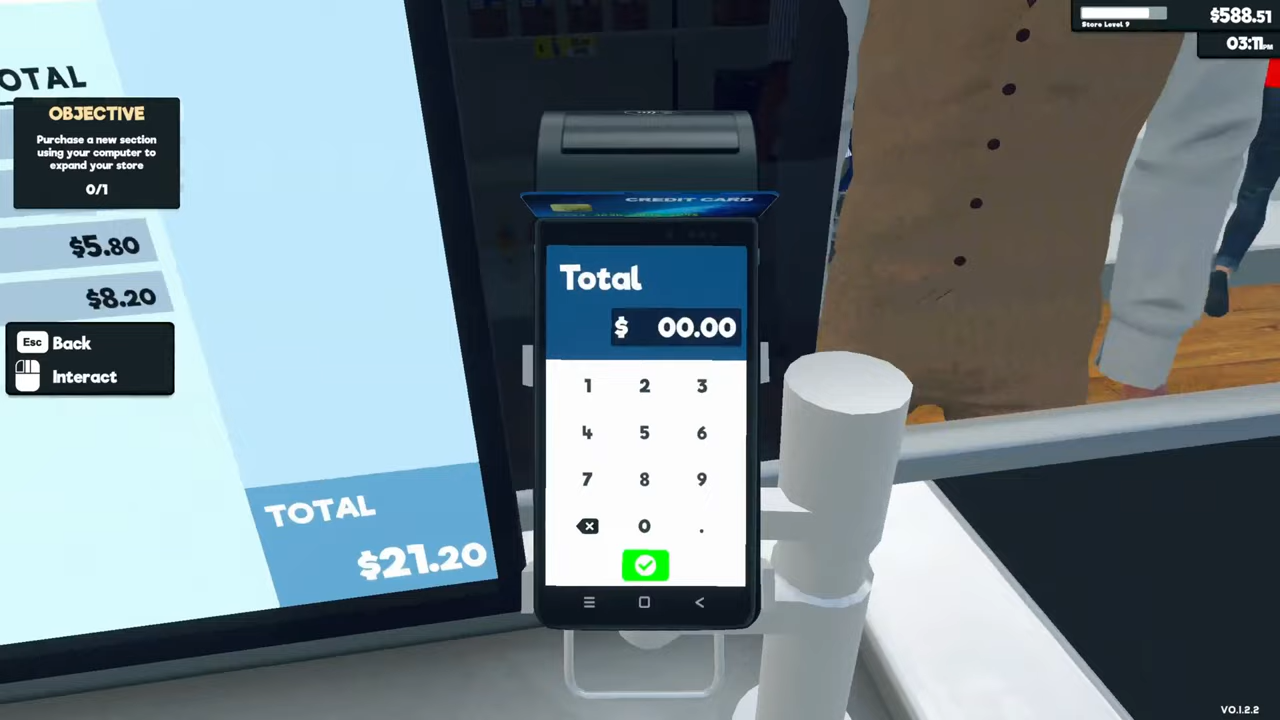 OTAL
OBJECTIVE
Purchase a new section
using your computer to
expand your store
0/1
$5.80
$8.20
Esc Back
Interact
TOTAL
$21.20
CREDIT CARD
Total
$ 00.00
1 2 3
4 5 6
7 8 9
0 .
Store Level 9
$588.51
03:11PM
V0.1.2.2